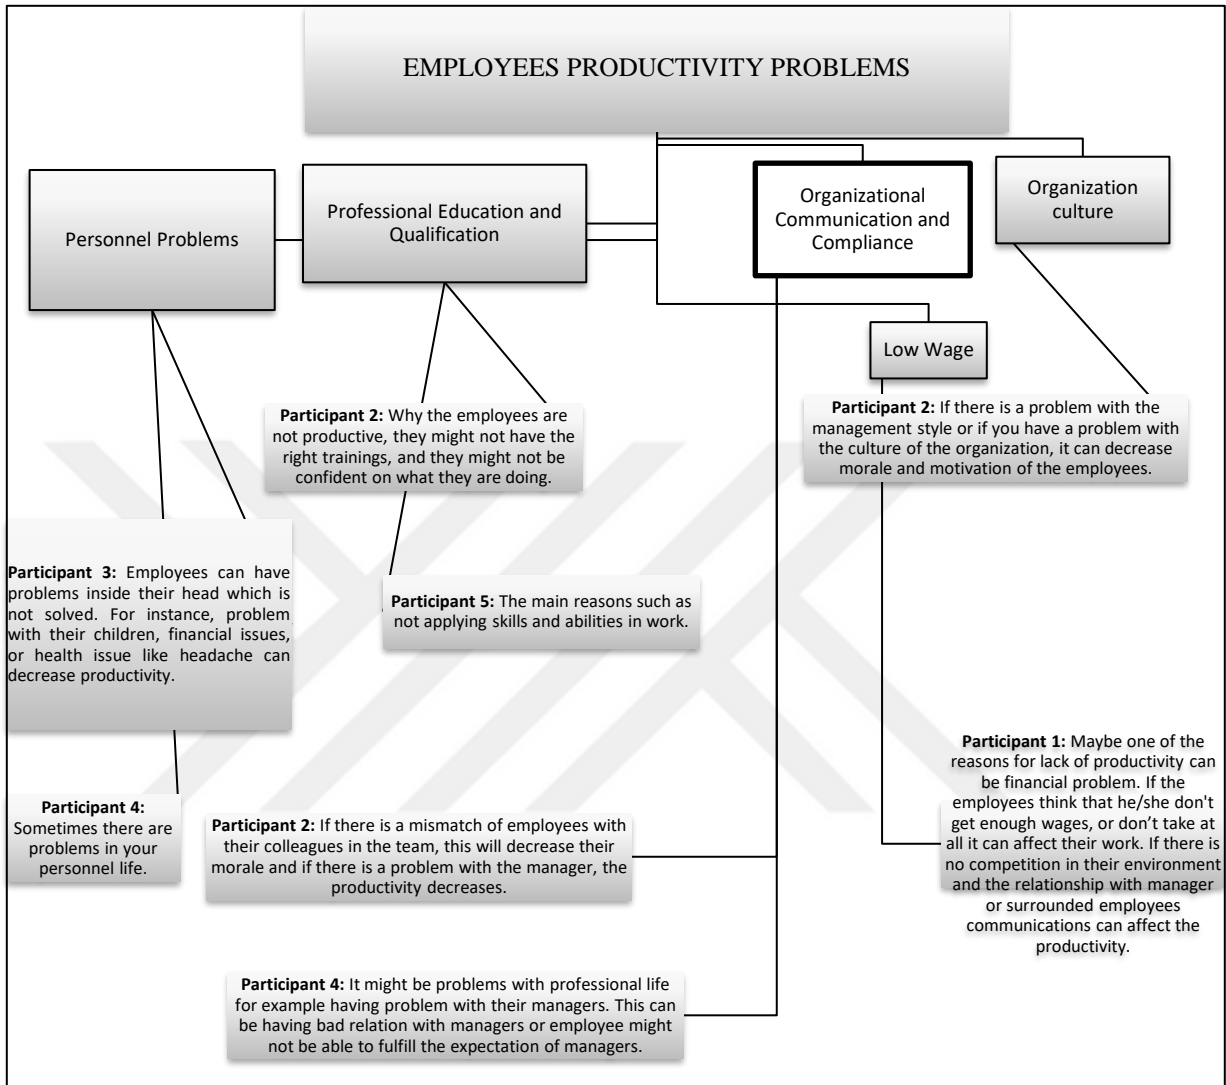 EMPLOYEES PRODUCTIVITY PROBLEMS
Personnel Problems
Professional Education and
Qualification
Organizational
Communication and
Compliance
Organization
culture
Low Wage
Participant 2: Why the employees are
not productive, they might not have the
right trainings, and they might not be
confident on what they are doing.
Participant 2: If there is a problem with the
management style or if you have a problem with
the culture of the organization, it can decrease
morale and motivation of the employees.
Participant 3: Employees can have
problems inside their head which is
not solved. For instance, problem
with their children, financial issues,
or health issue like headache can
decrease productivity.
Participant 5: The main reasons such as
not applying skills and abilities in work.
Participant 1: Maybe one of the
reasons for lack of productivity can
be financial problem. If the
employees think that he/she don't
get enough wages, or don’t take at
all it can affect their work. If there is
no competition in their environment
and the relationship with manager
or surrounded employees
communications can affect the
productivity.
Participant 4:
Sometimes there are
problems in your
personnel life.
Participant 2: If there is a mismatch of employees with
their colleagues in the team, this will decrease their
morale and if there is a problem with the manager, the
productivity decreases.
Participant 4: It might be problems with professional life
for example having problem with their managers. This can
be having bad relation with managers or employee might
not be able to fulfill the expectation of managers.